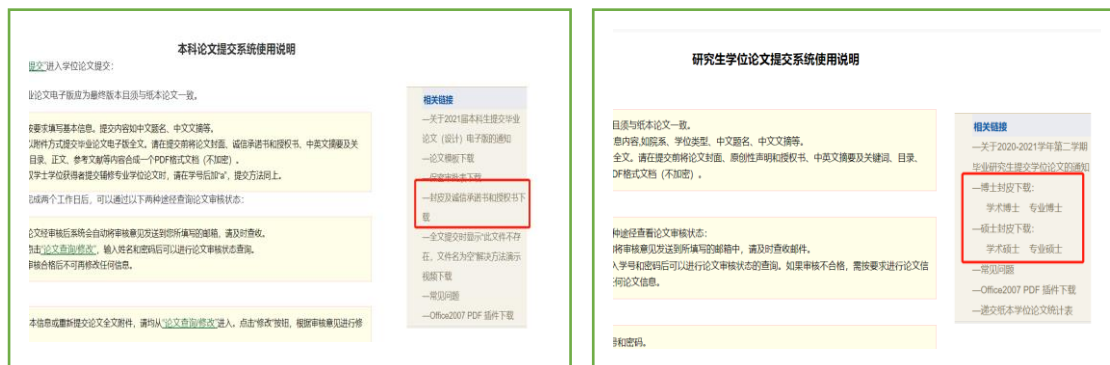 本科论文提交系统使用说明
提交"进入学位论文提交：
业论文电子版应为最终版本且须与纸本论文一致。
按要求填写基本信息。提交内容如中文题名、中文文摘等。
以附件方式提交毕业论文电子版全文。请在提交前将论文封面、诚信承诺书和授权书、中英文摘要及关
目录、正文、参考文献等内容合成一个PDF格式文档（不加密）。
双学士学位获得者提交辅修专业学位论文时，请在学号后加"a"，提交方法同上。
完成两个工作日后，可以通过以下两种途径查询论文审核状态：
论文经审核后系统会自动将审核意见发送到您所填写的邮箱，请及时查收。
点击"论文查询/修改"，输入姓名和密码后可以进行论文审核状态查询。
审核合格后不可再修改任何信息。
本信息或重新提交论文全文附件，请均从"论文查询/修改"进入。点击"修改"按钮，根据审核意见进行修
相关链接
—关于2021届本科生提交毕业
论文（设计）电子版的通知
—论文模板下载
—保密审批表下载
—封皮及诚信承诺书和授权书下
载
—全文提交时显示"此文件不存
在，文件名为空"解决方法演示
视频下载
—常见问题
—Office2007 PDF 插件下载
研究生学位论文提交系统使用说明
且须与纸本论文一致。
息内容,如院系、学位类型、中文题名、中文文摘等。
全文。请在提交前将论文封面、原创性声明和授权书、中英文摘要及关键词、目录、
DF格式文档（不加密）。
种途径查看论文审核状态：
将审核意见发送到所填写的邮箱中，请及时查收邮件。
入学号和密码后可以进行论文审核状态的查询。如果审核不合格，需按要求进行论文信
任何论文信息。
号和密码。
相关链接
—关于2020-2021学年第二学期
毕业研究生提交学位论文的通知
—博士封皮下载：
学术博士 专业博士
—硕士封皮下载：
学术硕士 专业硕士
—常见问题
—Office2007 PDF 插件下载
—递交纸本学位论文统计表